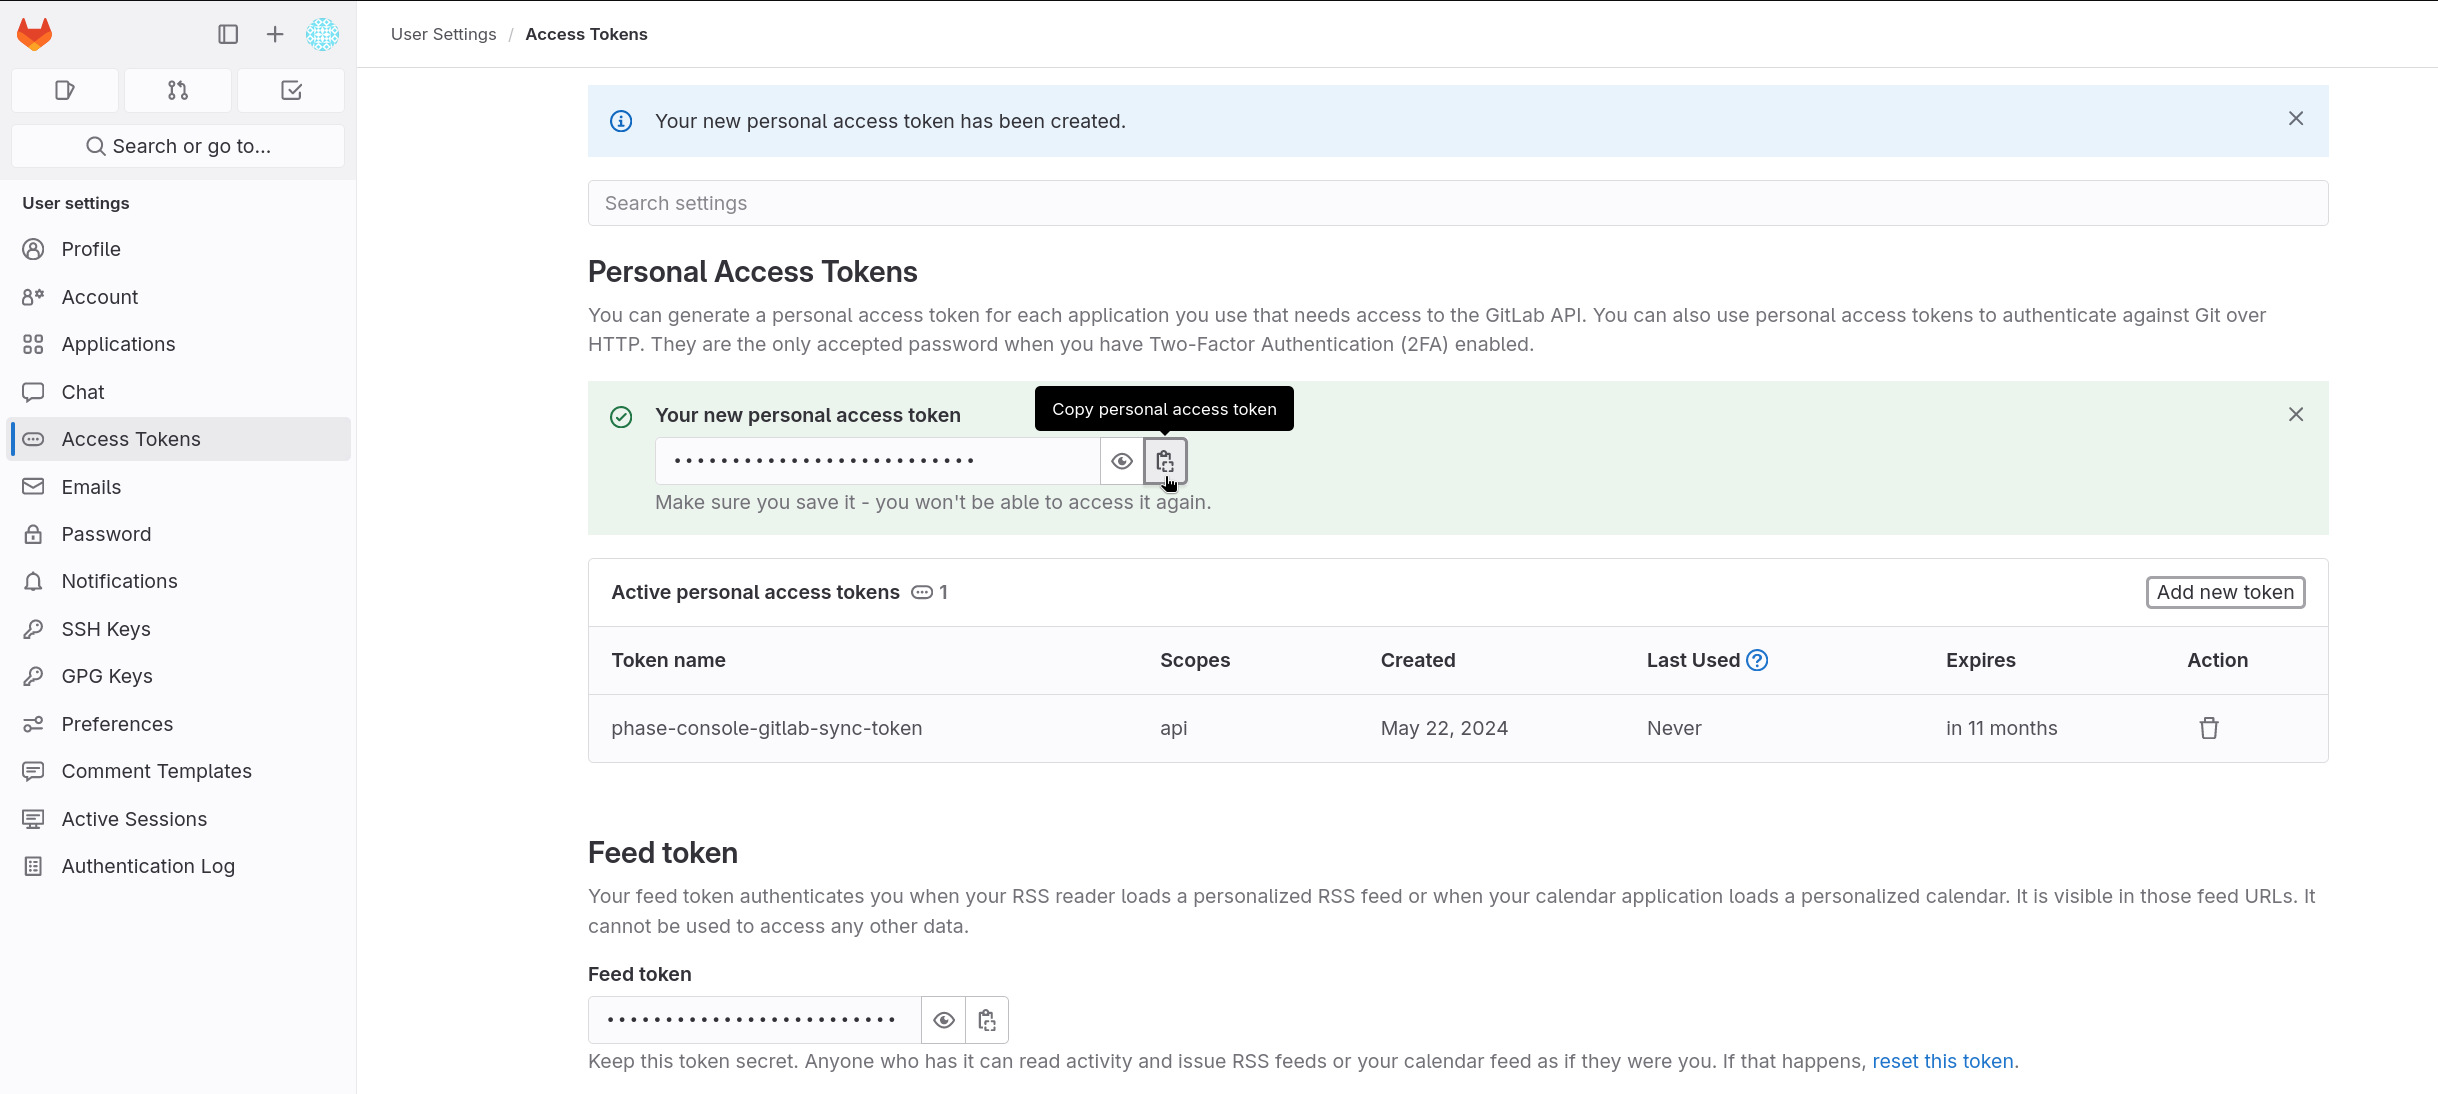 User Settings / Access Tokens
Search or go to...
User settings
Profile
Account
Applications
Chat
Access Tokens
Emails
Password
Notifications
SSH Keys
GPG Keys
Preferences
Comment Templates
Active Sessions
Authentication Log
Your new personal access token has been created.
Search settings
Personal Access Tokens
You can generate a personal access token for each application you use that needs access to the GitLab API. You can also use personal access tokens to authenticate against Git over
HTTP. They are the only accepted password when you have Two-Factor Authentication (2FA) enabled.
Copy personal access token
Your new personal access token
••••••••••••••••••••••••••
Make sure you save it - you won't be able to access it again.
Active personal access tokens 1
Add new token
Token name Scopes Created Last Used Expires Action
phase-console-gitlab-sync-token api May 22, 2024 Never in 11 months
Feed token
Your feed token authenticates you when your RSS reader loads a personalized RSS feed or when your calendar application loads a personalized calendar. It is visible in those feed URLs. It
cannot be used to access any other data.
Feed token
•••••••••••••••••••••••••
Keep this token secret. Anyone who has it can read activity and issue RSS feeds or your calendar feed as if they were you. If that happens, reset this token.